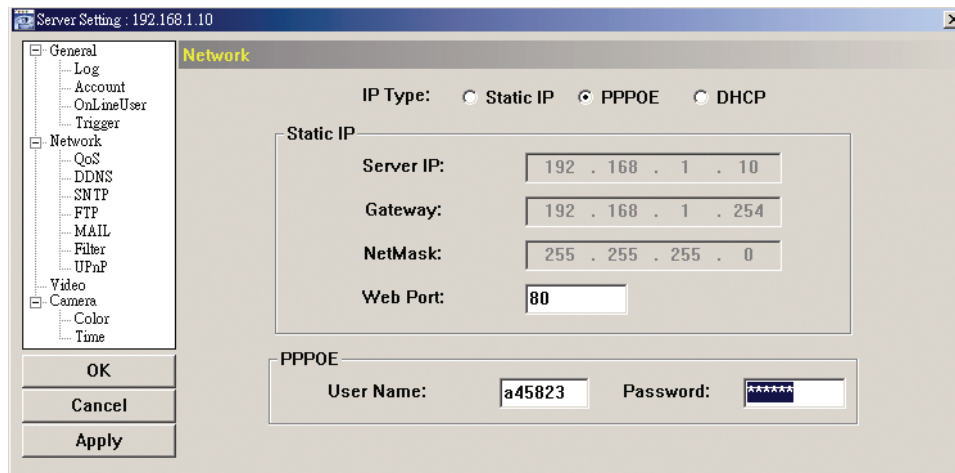 Server Setting : 192.168.1.10
General
Log
Account
OnLineUser
Trigger
Network
QoS
DDNS
SNTP
FTP
MAIL
Filter
UPnP
Video
Camera
Color
Time
OK
Cancel
Apply
Network
IP Type: Static IP PPPOE DHCP
Static IP
Server IP: 192 . 168 . 1 . 10
Gateway: 192 . 168 . 1 . 254
NetMask: 255 . 255 . 255 . 0
Web Port: 80
PPPOE
User Name: a45823 Password: ******